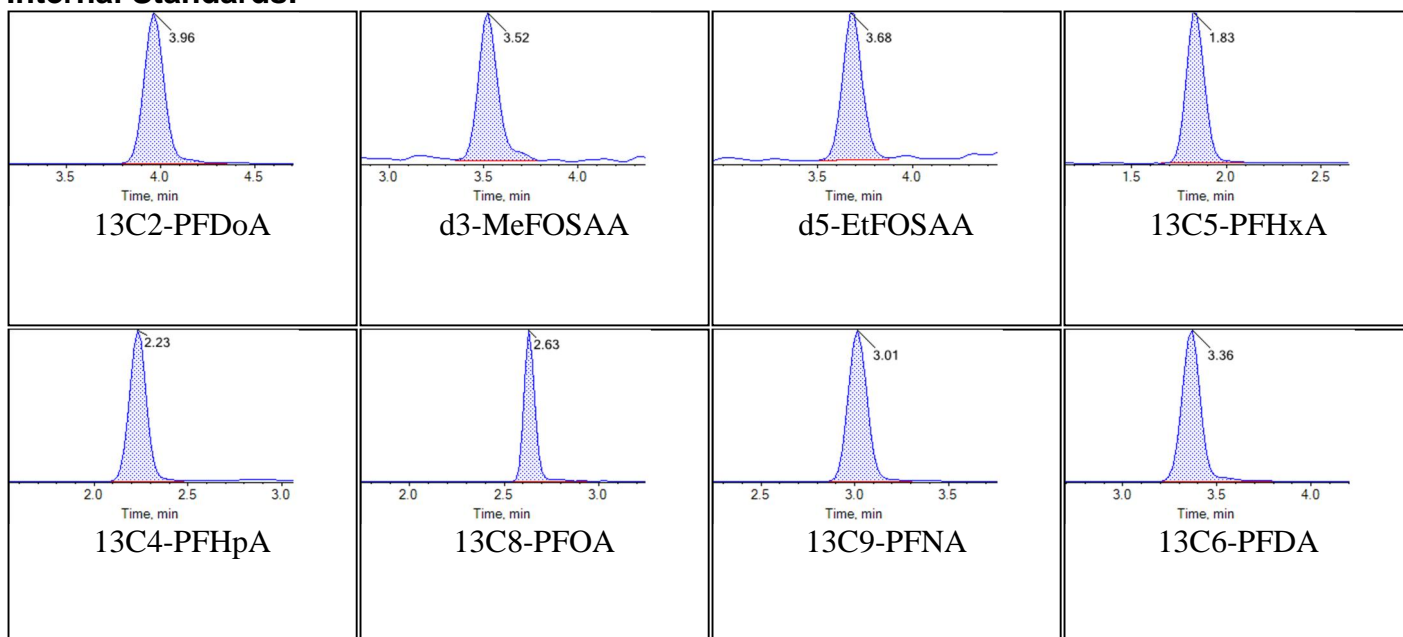 Internal Standards:
3.96
3.52
3.68
1.83
3.5 4.0 4.5
3.0 3.5 4.0
3.5 4.0
1.5 2.0 2.5
Time, min
Time, min
Time, min
Time, min
13C2-PFDoA
d3-MeFOSAA
d5-EtFOSAA
13C5-PFHxA
2.23
2.63
3.01
3.36
2.0 2.5 3.0
2.0 2.5 3.0
2.5 3.0 3.5
3.0 3.5 4.0
Time, min
Time, min
Time, min
Time, min
13C4-PFHpA
13C8-PFOA
13C9-PFNA
13C6-PFDA